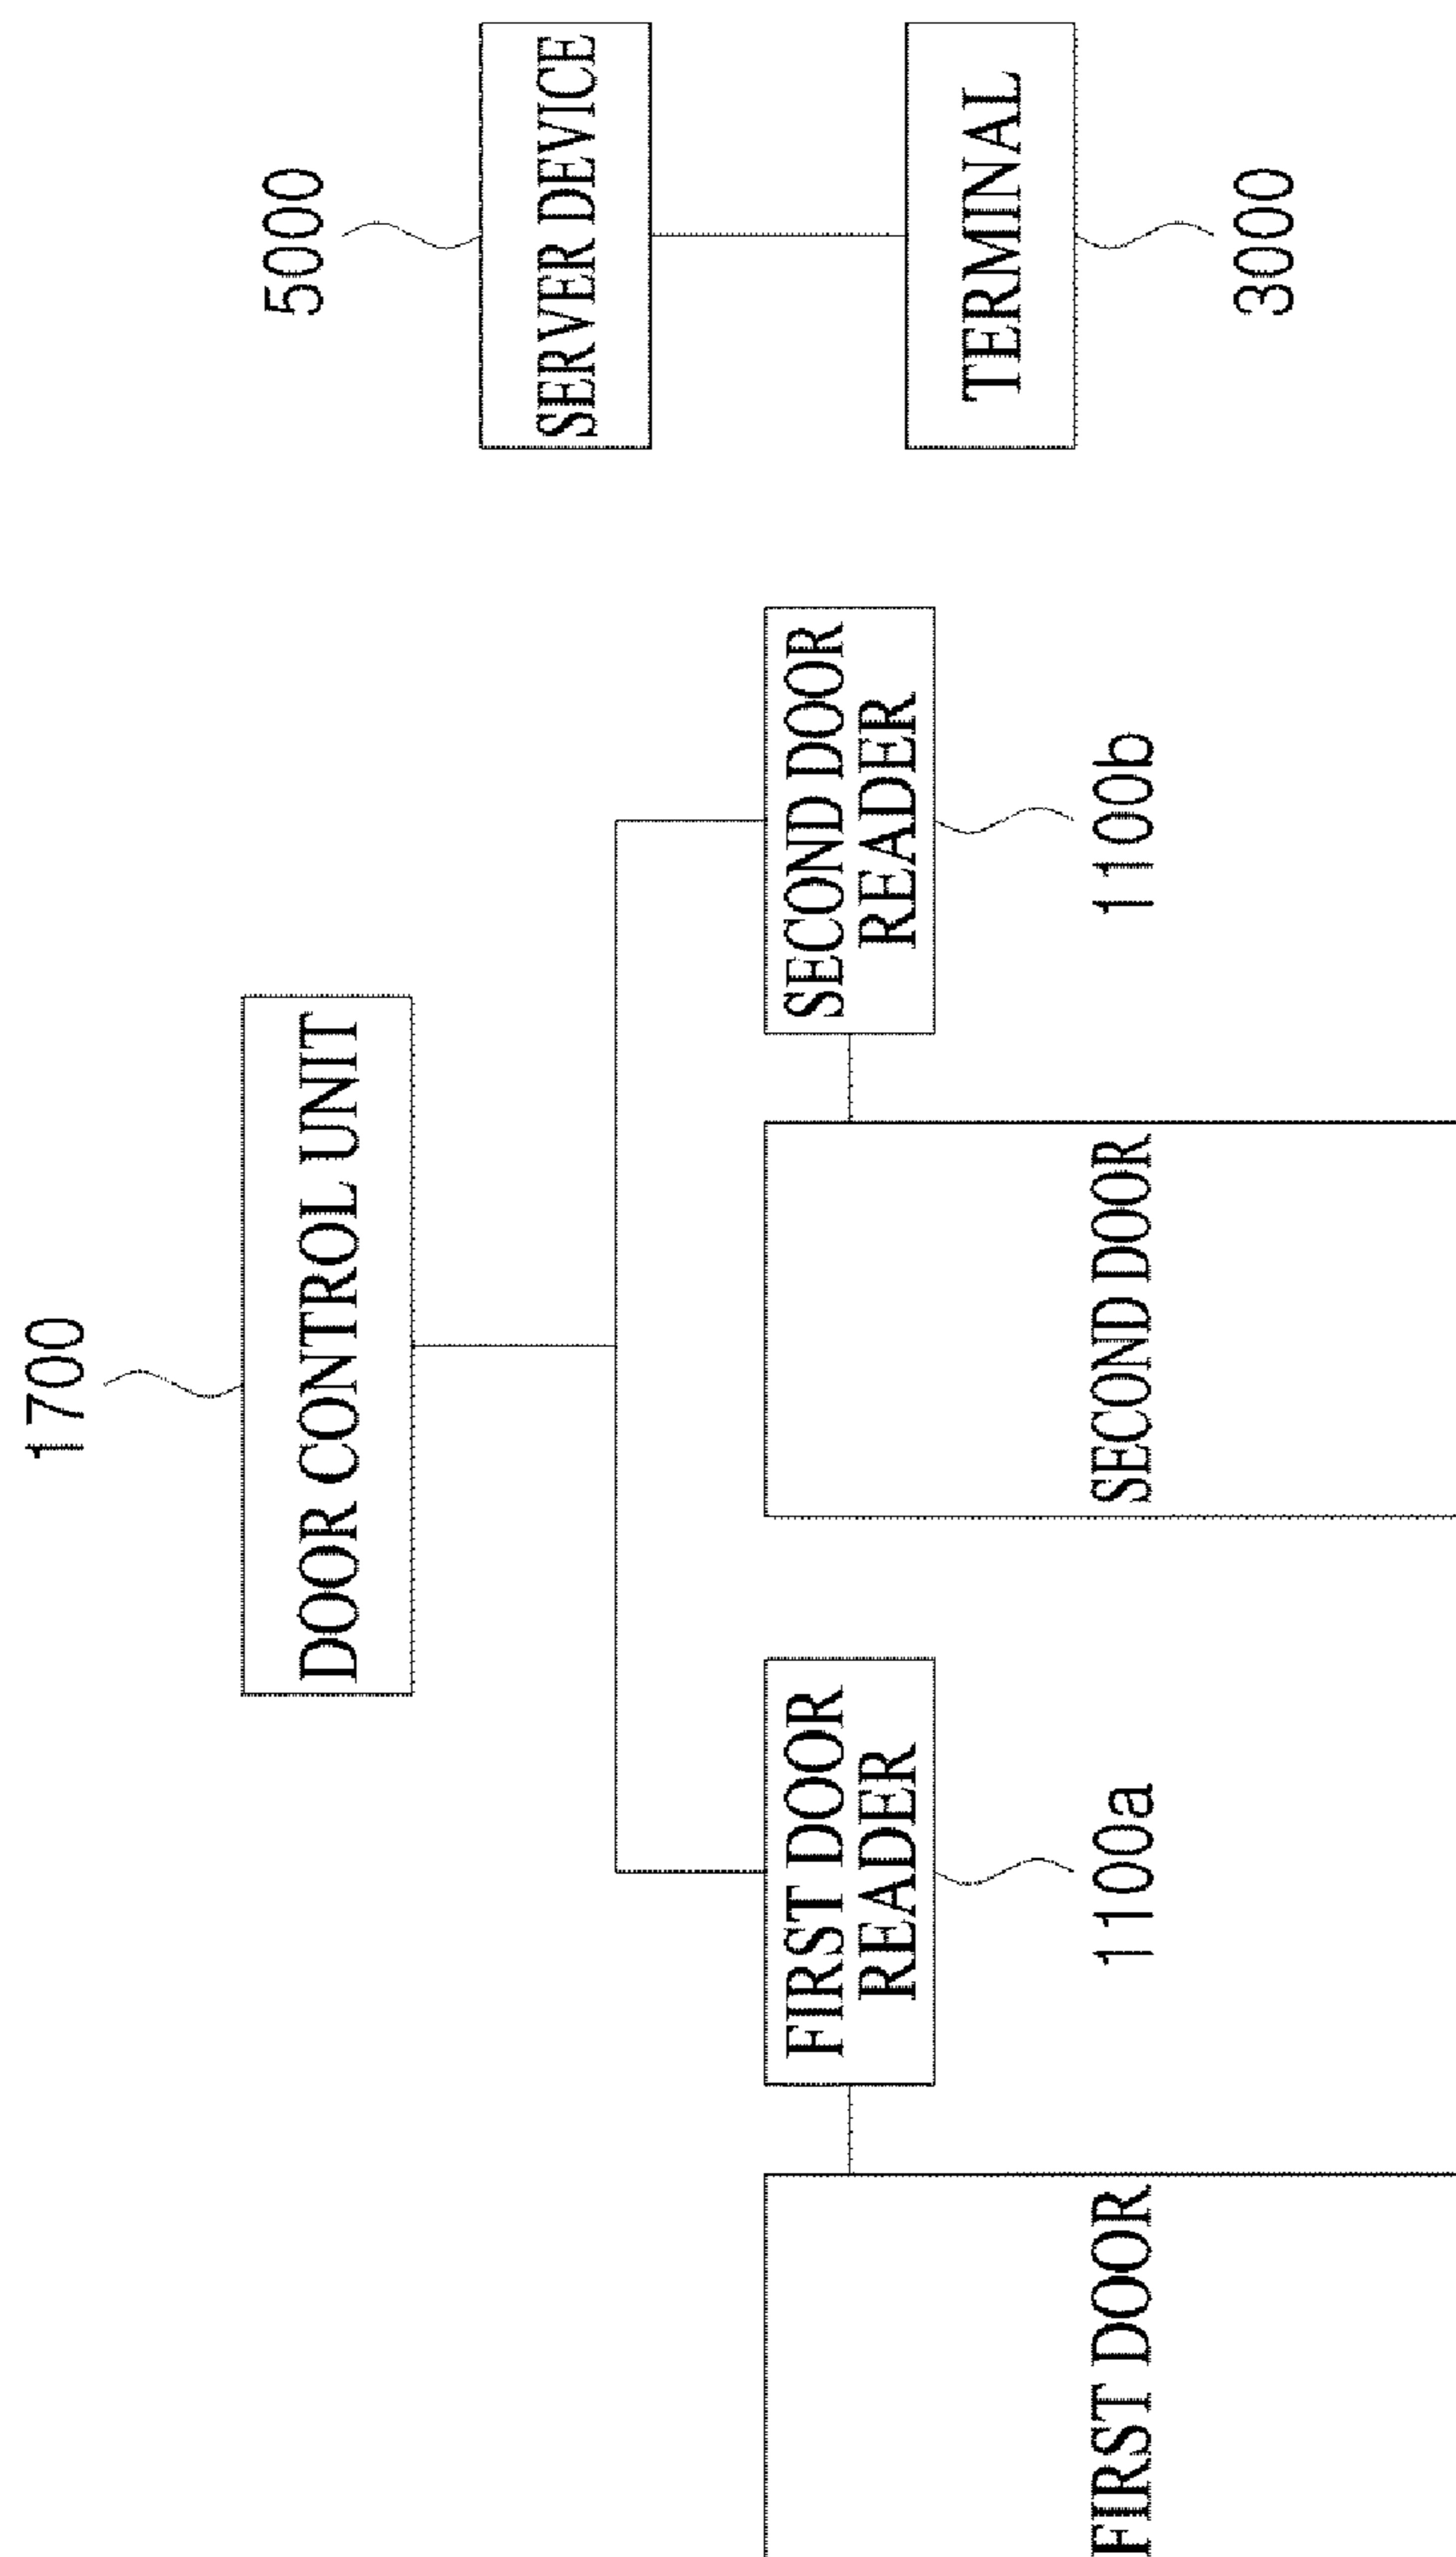 1700
DOOR CONTROL UNIT
5000
SERVER DEVICE
FIRST DOOR
READER
SECOND DOOR
READER
TERMINAL
FIRST DOOR
1100a
SECOND DOOR
1100b
3000